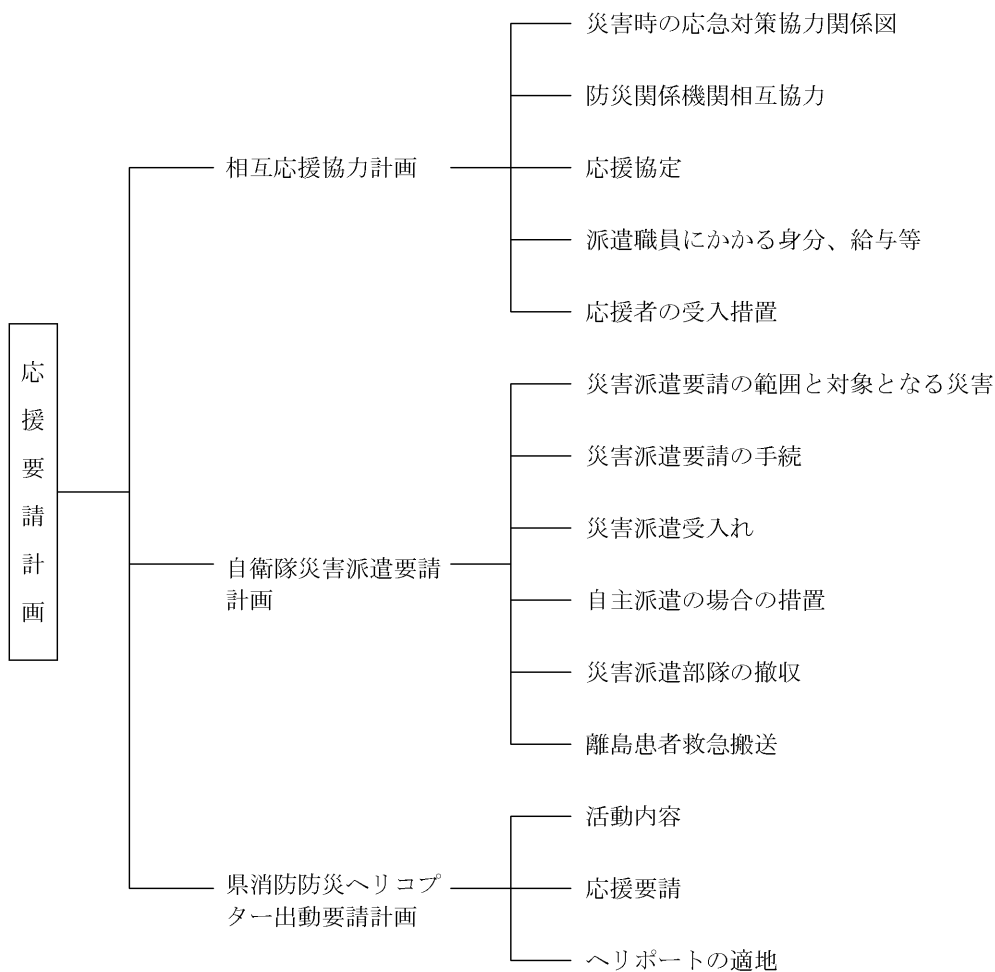 応援要請計画
相互応援協力計画
災害時の応急対策協力関係図
防災関係機関相互協力
応援協定
派遣職員にかかる身分、給与等
応援者の受入措置
自衛隊災害派遣要請
計画
災害派遣要請の範囲と対象となる災害
災害派遣要請の手続
災害派遣受入れ
自主派遣の場合の措置
災害派遣部隊の撤収
離島患者救急搬送
県消防防災ヘリコプ
ター出動要請計画
活動内容
応援要請
ヘリポートの適地